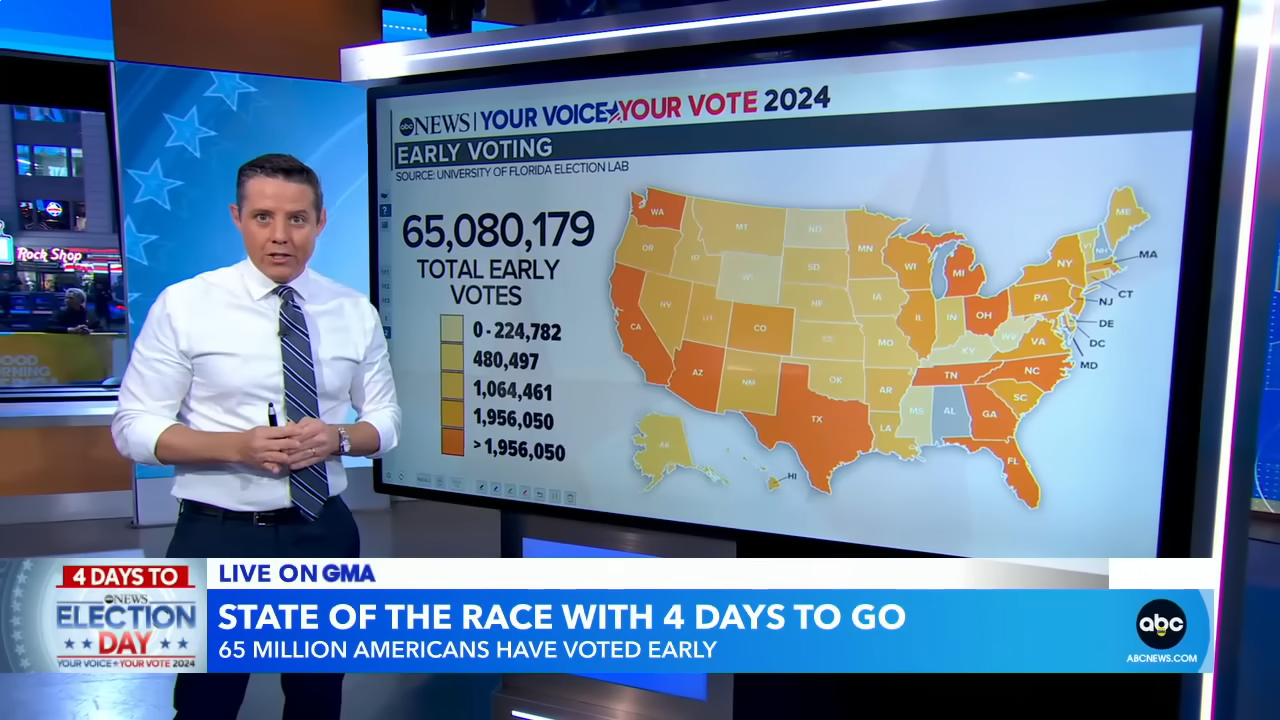 abc NEWS | YOUR VOICE YOUR VOTE 2024
EARLY VOTING
SOURCE: UNIVERSITY OF FLORIDA ELECTION LAB
65,080,179
TOTAL EARLY
VOTES
0 - 224,782
480,497
1,064,461
1,956,050
> 1,956,050
WA
OR
CA
NV
ID
MT
WY
UT
AZ
CO
NM
ND
SD
NE
KS
OK
TX
MN
IA
MO
AR
LA
WI
IL
MI
IN
OH
KY
TN
MS
AL
GA
FL
SC
NC
VA
WV
PA
NY
VT
NH
ME
MA
CT
NJ
DE
DC
MD
AK
HI
Rock Shop
4 DAYS TO
abc NEWS
ELECTION
DAY
YOUR VOICE YOUR VOTE 2024
LIVE ON GMA
STATE OF THE RACE WITH 4 DAYS TO GO
65 MILLION AMERICANS HAVE VOTED EARLY
abc
ABCNEWS.COM